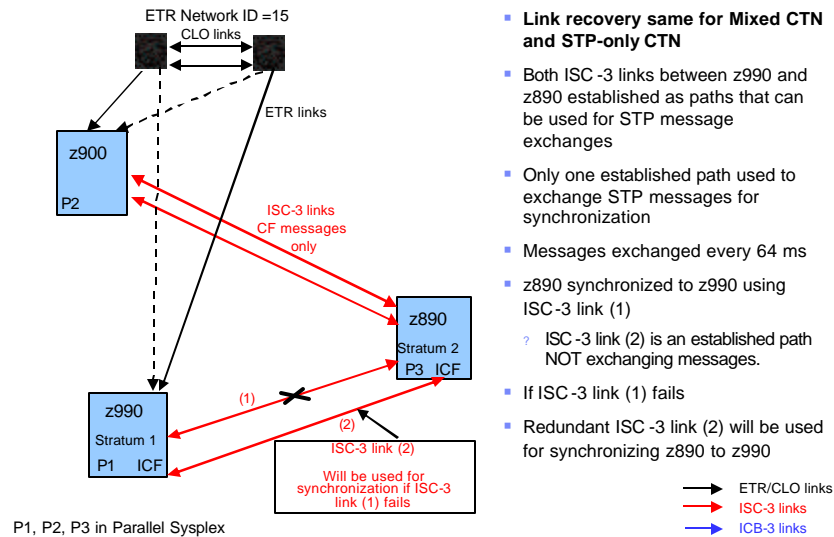 ETR Network ID =15
CLO links
ETR links
z900
P2
ISC-3 links
CF messages
only
z890
Stratum 2
P3 ICF
z990
Stratum 1
P1 ICF
(1)
(2)
ISC-3 link (2)
Will be used for
synchronization if ISC-3
link (1) fails
P1, P2, P3 in Parallel Sysplex
Link recovery same for Mixed CTN
and STP-only CTN
Both ISC -3 links between z990 and
z890 established as paths that can
be used for STP message
exchanges
Only one established path used to
exchange STP messages for
synchronization
Messages exchanged every 64 ms
z890 synchronized to z990 using
ISC-3 link (1)
? ISC -3 link (2) is an established path
NOT exchanging messages.
If ISC-3 link (1) fails
Redundant ISC -3 link (2) will be used
for synchronizing z890 to z990
ETR/CLO links
ISC-3 links
ICB-3 links